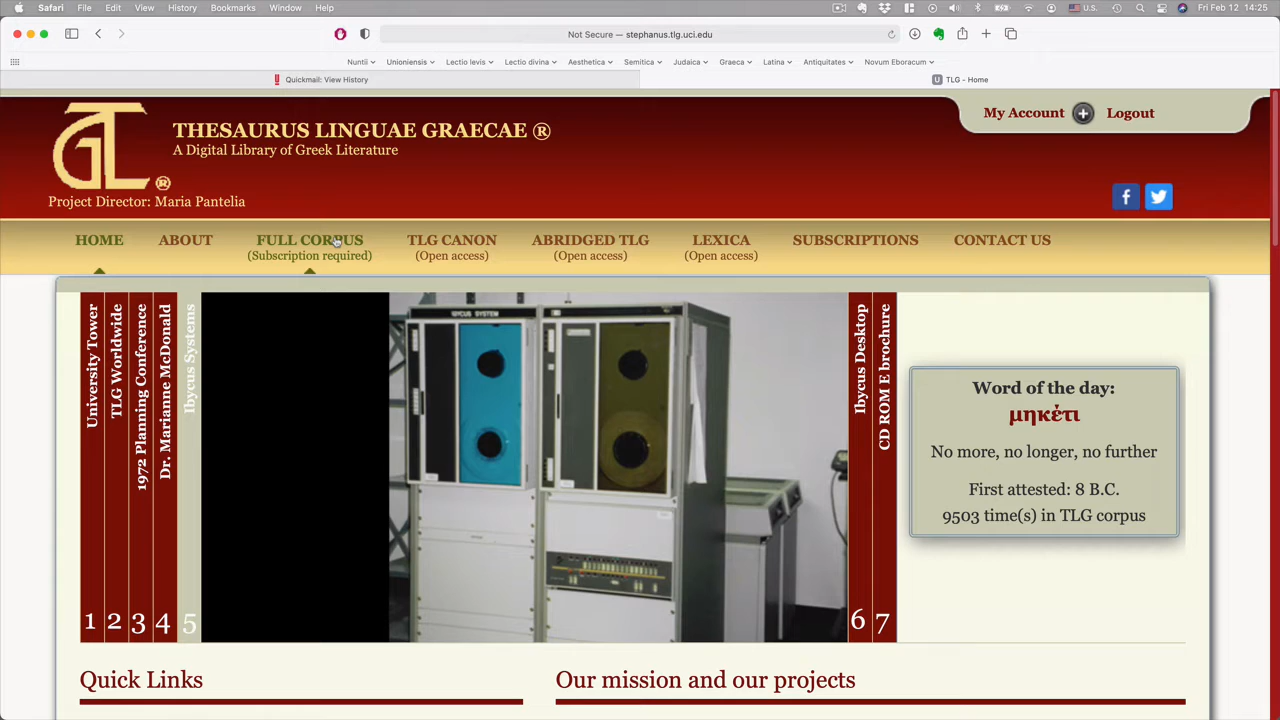 Safari File Edit View History Bookmarks Window Help U.S. Fri Feb 12 14:25
Not Secure — stephanus.tlg.uci.edu
Nuntii Unioniensis Lectio levis Lectio divina Aesthetica Semitica Judaica Graeca Latina Antiquitates Novum Eboracum
Quickmail: View History TLG - Home
THESAURUS LINGUAE GRAECAE ®
A Digital Library of Greek Literature
Project Director: Maria Pantelia
My Account Logout
HOME ABOUT FULL CORPUS TLG CANON ABRIDGED TLG LEXICA SUBSCRIPTIONS CONTACT US
(Subscription required) (Open access) (Open access) (Open access)
University Tower 1
TLG Worldwide 2
1972 Planning Conference 3
Dr. Marianne McDonald 4
Ibycus Systems 5
IBYCUS SYSTEM
Ibycus Desktop 6
CD ROM E brochure 7
Word of the day:
μηκέτι
No more, no longer, no further
First attested: 8 B.C.
9503 time(s) in TLG corpus
Quick Links
Our mission and our projects